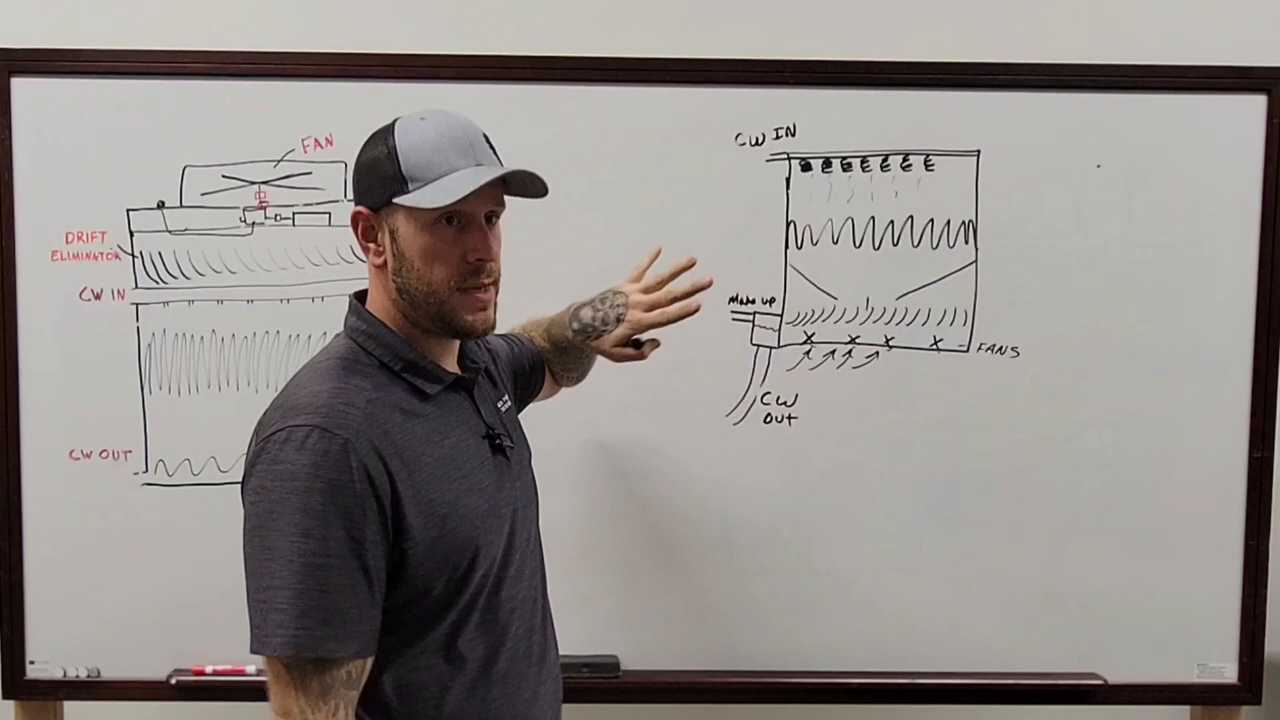 FAN
DRIFT
ELIMINATOR
CW IN
CW OUT
CW IN
Make up
FANS
CW
OUT